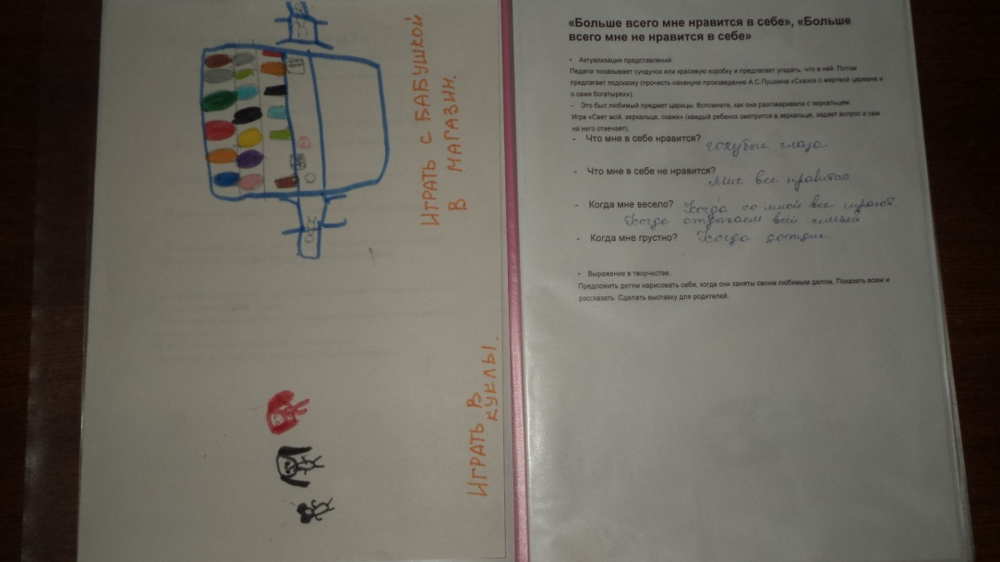 ИГРАТЬ С БАБУШКОЙ
В МАГАЗИН.
ИГРАТЬ В
КУКЛЫ.
«Больше всего мне нравится в себе», «Больше
всего мне не нравится в себе»
• Актуализация представлений.
Педагог показывает сундучок или красивую коробку и предлагает угадать, что в ней. Потом
предлагает подсказку (прочесть накануне произведение А.С.Пушкина «Сказка о мертвой царевне и
о семи богатырях»).
- Это был любимый предмет царицы. Вспомните, как она разговаривала с зеркальцем.
Игра «Свет мой, зеркальце, скажи» (каждый ребенок смотрится в зеркальце, задает вопрос и сам
на него отвечает).
- Что мне в себе нравится? голубые глаза
- Что мне в себе не нравится? Мне все нравится
- Когда мне весело? Когда со мной все играют.
Когда отдыхаем всей семьей
- Когда мне грустно? Когда дождик
• Выражение в творчестве.
Предложить детям нарисовать себя, когда они заняты своим любимым делом. Показать всем и
рассказать. Сделать выставку для родителей.